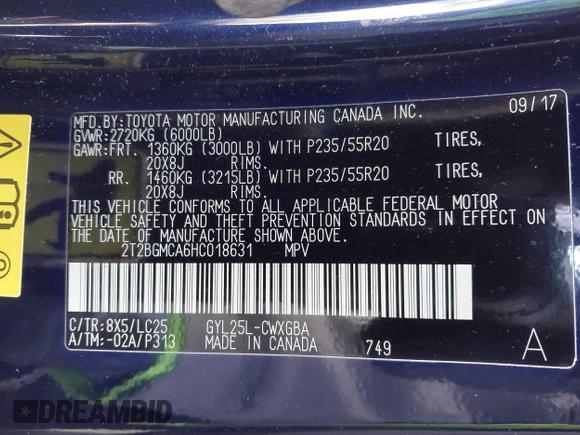 MFD.BY:TOYOTA MOTOR MANUFACTURING CANADA INC. 09/17
GVWR:2720KG (6000LB)
GAWR:FRT. 1360KG (3000LB) WITH P235/55R20 TIRES,
20X8J RIMS.
RR. 1460KG (3215LB) WITH P235/55R20 TIRES,
20X8J RIMS.
THIS VEHICLE CONFORMS TO ALL APPLICABLE FEDERAL MOTOR
VEHICLE SAFETY AND THEFT PREVENTION STANDARDS IN EFFECT ON
THE DATE OF MANUFACTURE SHOWN ABOVE.
2T2BGMCA6HC018631 MPV
C/TR:8X5/LC25 GYL25L-CWXGBA
A/TM:-02A/P313 MADE IN CANADA 749 A
DREAMBID